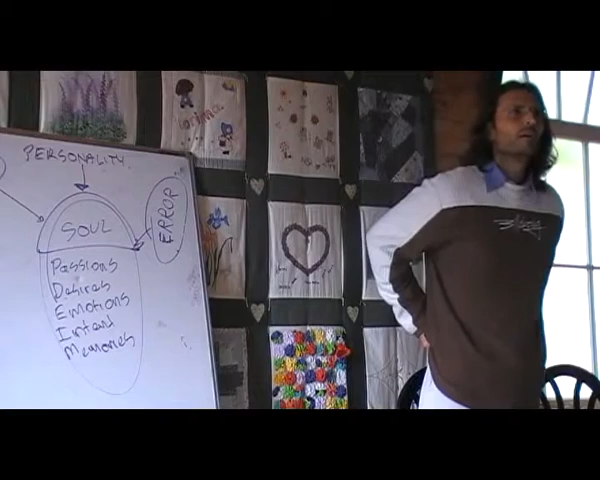 PERSONALITY
SOUL
ERROR
Passions
Desires
Emotions
Intent
Memories